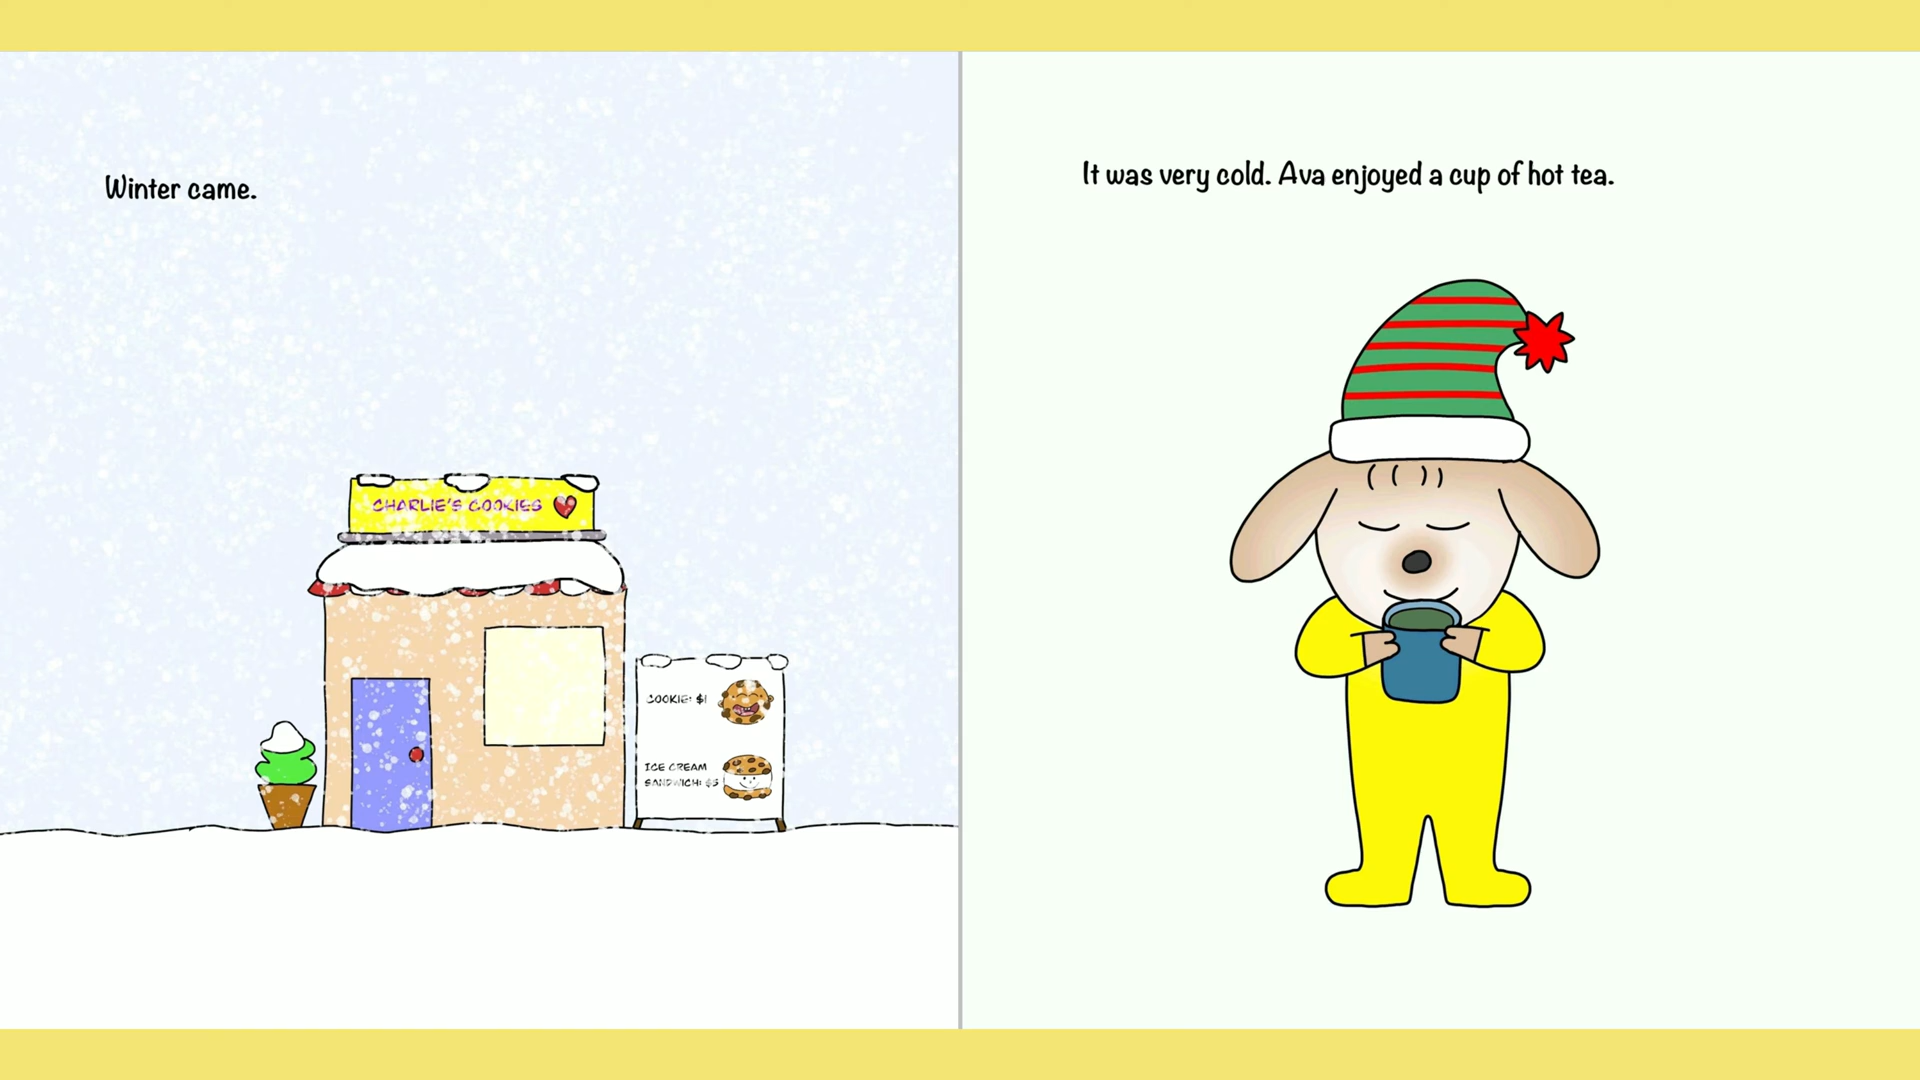 Winter came.
CHARLIE'S COOKIES
COOKIE: $1
ICE CREAM
SANDWICH: $5
It was very cold. Ava enjoyed a cup of hot tea.